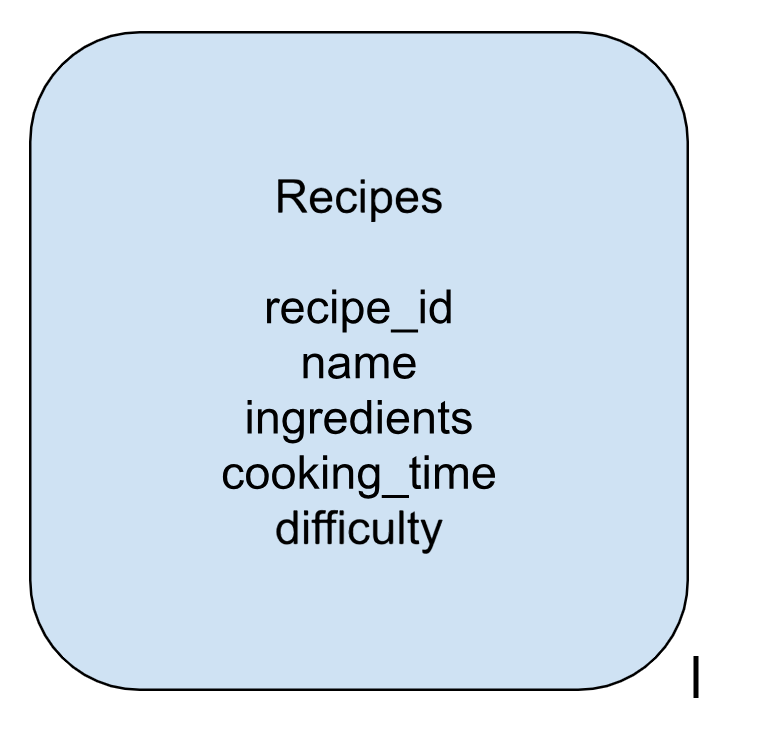 Recipes
recipe_id
name
ingredients
cooking_time
difficulty